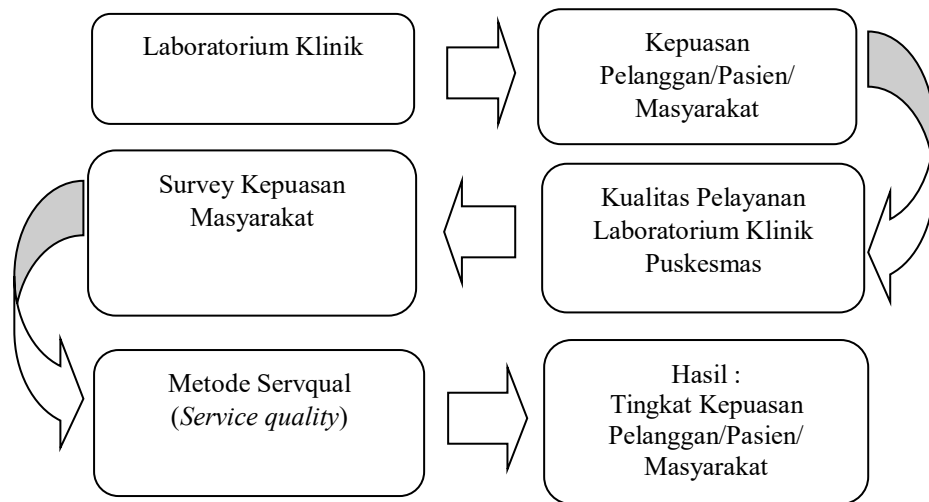 Laboratorium Klinik
Kepuasan
Pelanggan/Pasien/
Masyarakat
Kualitas Pelayanan
Laboratorium Klinik
Puskesmas
Survey Kepuasan
Masyarakat
Metode Servqual
(Service quality)
Hasil :
Tingkat Kepuasan
Pelanggan/Pasien/
Masyarakat